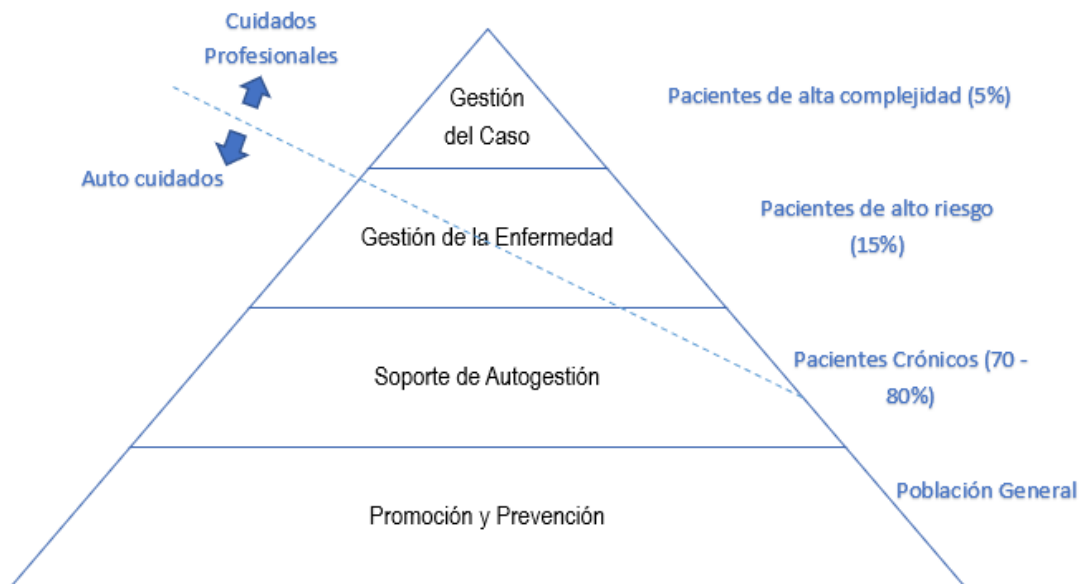 Cuidados
Profesionales
Auto cuidados
Gestión
del Caso
Pacientes de alta complejidad (5%)
Gestión de la Enfermedad
Pacientes de alto riesgo
(15%)
Soporte de Autogestión
Pacientes Crónicos (70 -
80%)
Promoción y Prevención
Población General